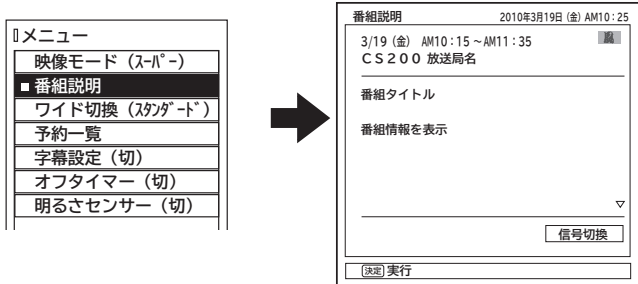 メニュー
映像モード（ｽｰﾊﾟｰ）
番組説明
ワイド切換（ｽﾀﾝﾀﾞｰﾄﾞ）
予約一覧
字幕設定（切）
オフタイマー（切）
明るさセンサー（切）
番組説明 2010年3月19日（金）AM10：25
3/19（金） AM10：15～AM11：35
ＣＳ２００ 放送局名
番組タイトル
番組情報を表示
信号切換
決定 実行